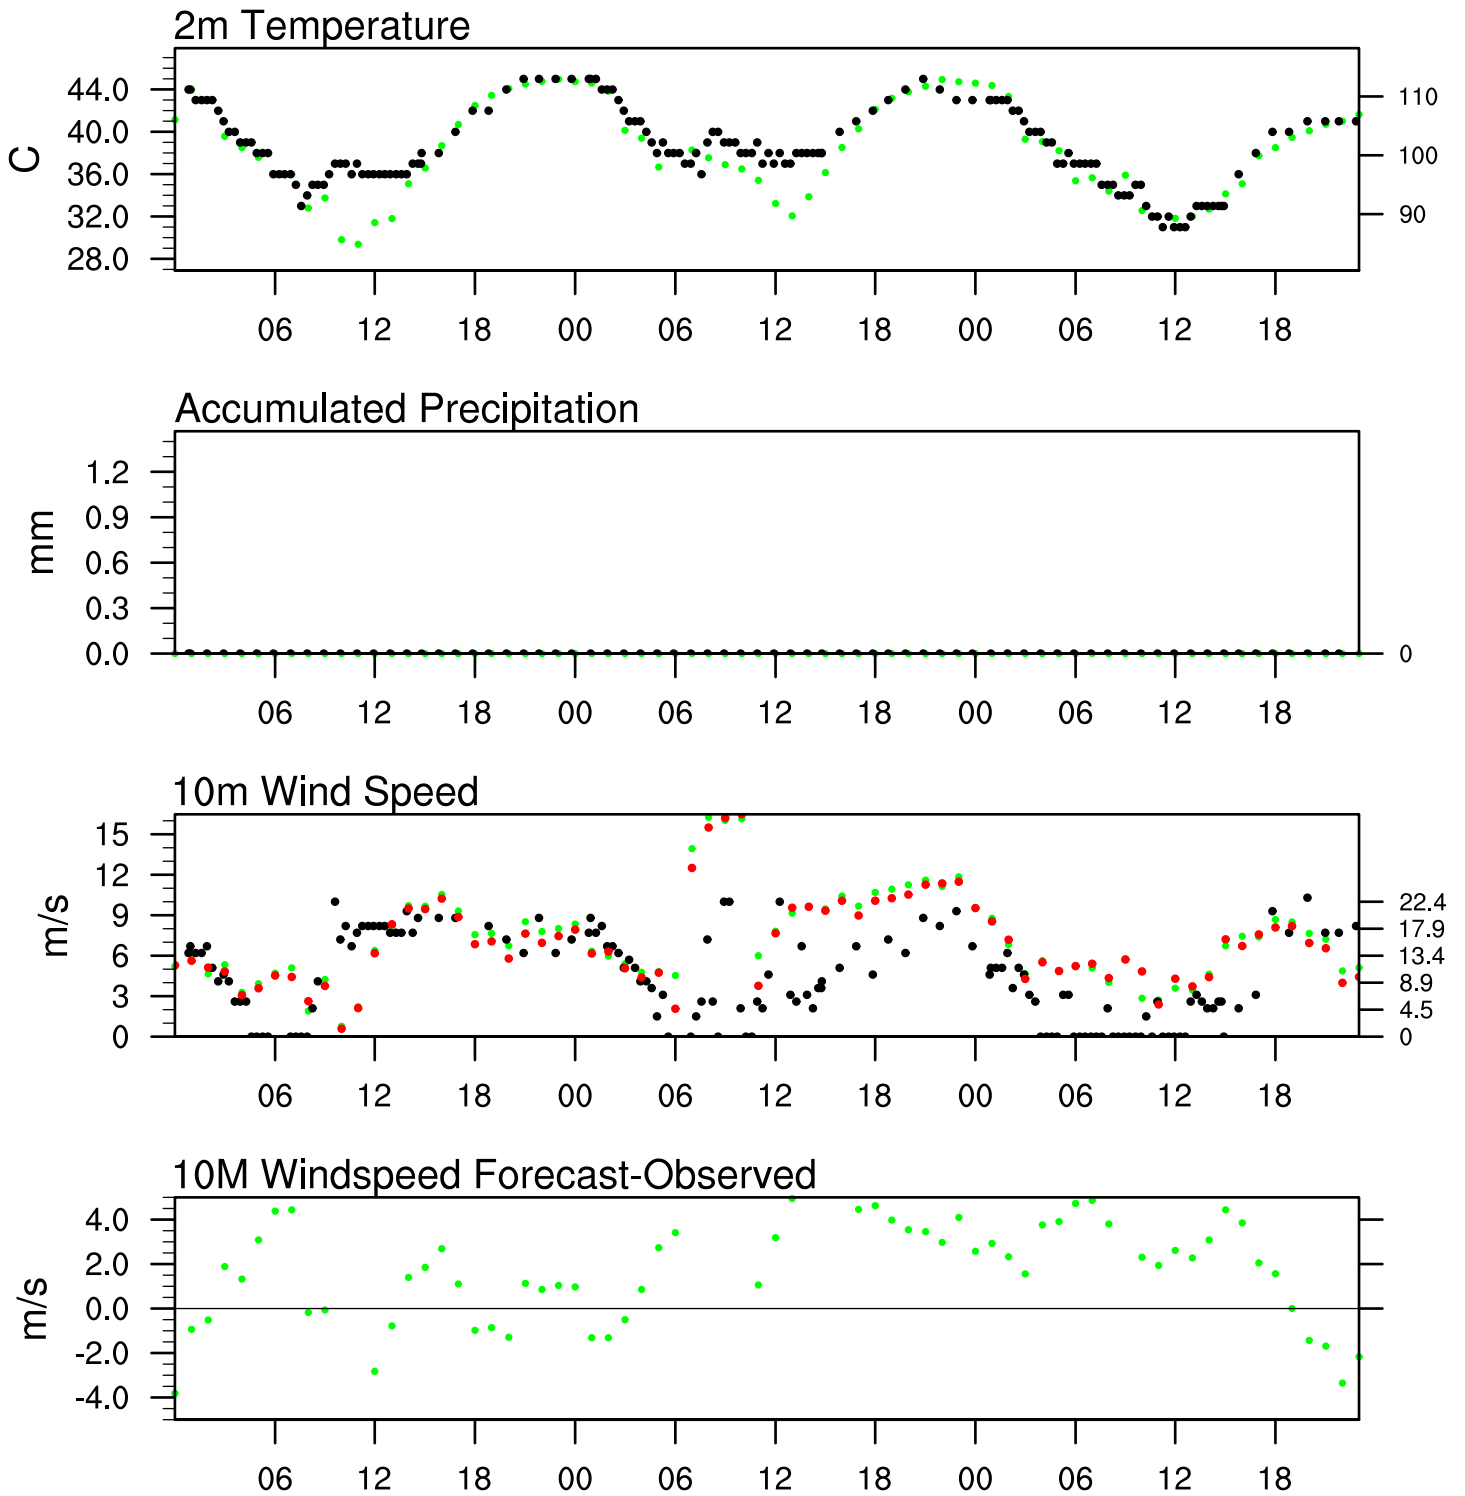 2m Temperature
C
44.0
40.0
36.0
32.0
28.0
110
100
90
06 12 18 00 06 12 18 00 06 12 18
Accumulated Precipitation
mm
1.2
0.9
0.6
0.3
0.0
0
06 12 18 00 06 12 18 00 06 12 18
10m Wind Speed
m/s
15
12
9
6
3
0
22.4
17.9
13.4
8.9
4.5
0
06 12 18 00 06 12 18 00 06 12 18
10M Windspeed Forecast-Observed
m/s
4.0
2.0
0.0
-2.0
-4.0
06 12 18 00 06 12 18 00 06 12 18